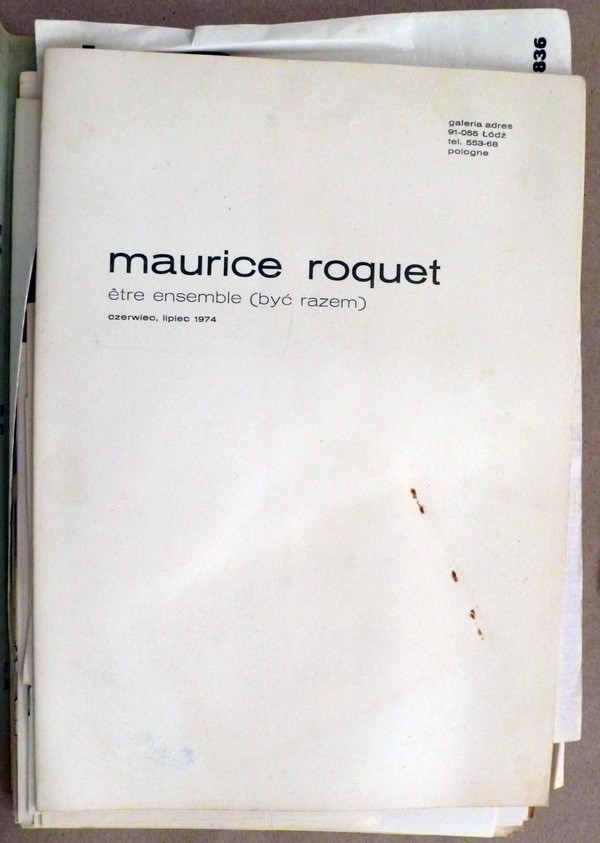 836
galeria adres
91-055 Łódź
tel. 553-68
pologne
maurice roquet
être ensemble (być razem)
czerwiec, lipiec 1974